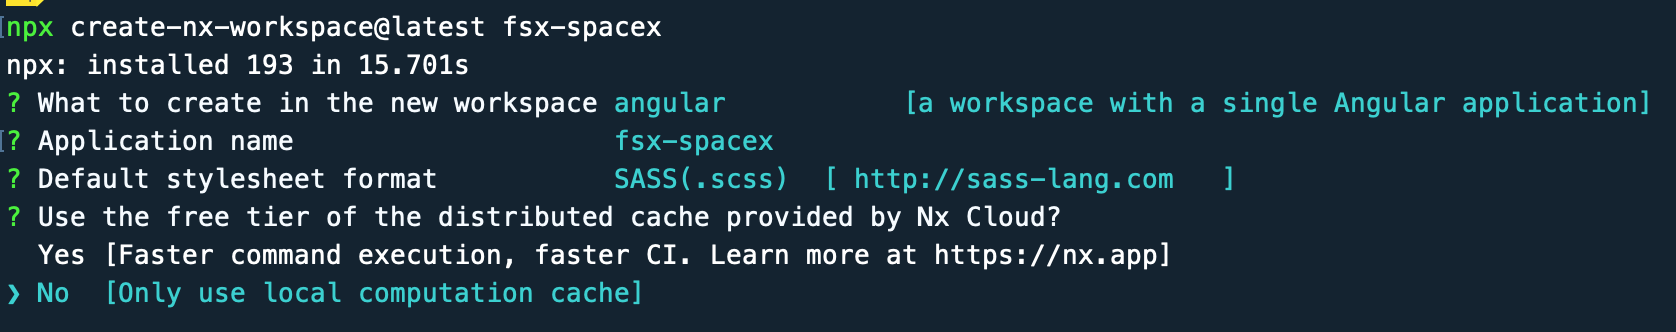 npx create-nx-workspace@latest fsx-spacex
npx: installed 193 in 15.701s
? What to create in the new workspace angular [a workspace with a single Angular application]
? Application name fsx-spacex
? Default stylesheet format SASS(.scss) [ http://sass-lang.com ]
? Use the free tier of the distributed cache provided by Nx Cloud?
Yes [Faster command execution, faster CI. Learn more at https://nx.app]
❯ No [Only use local computation cache]